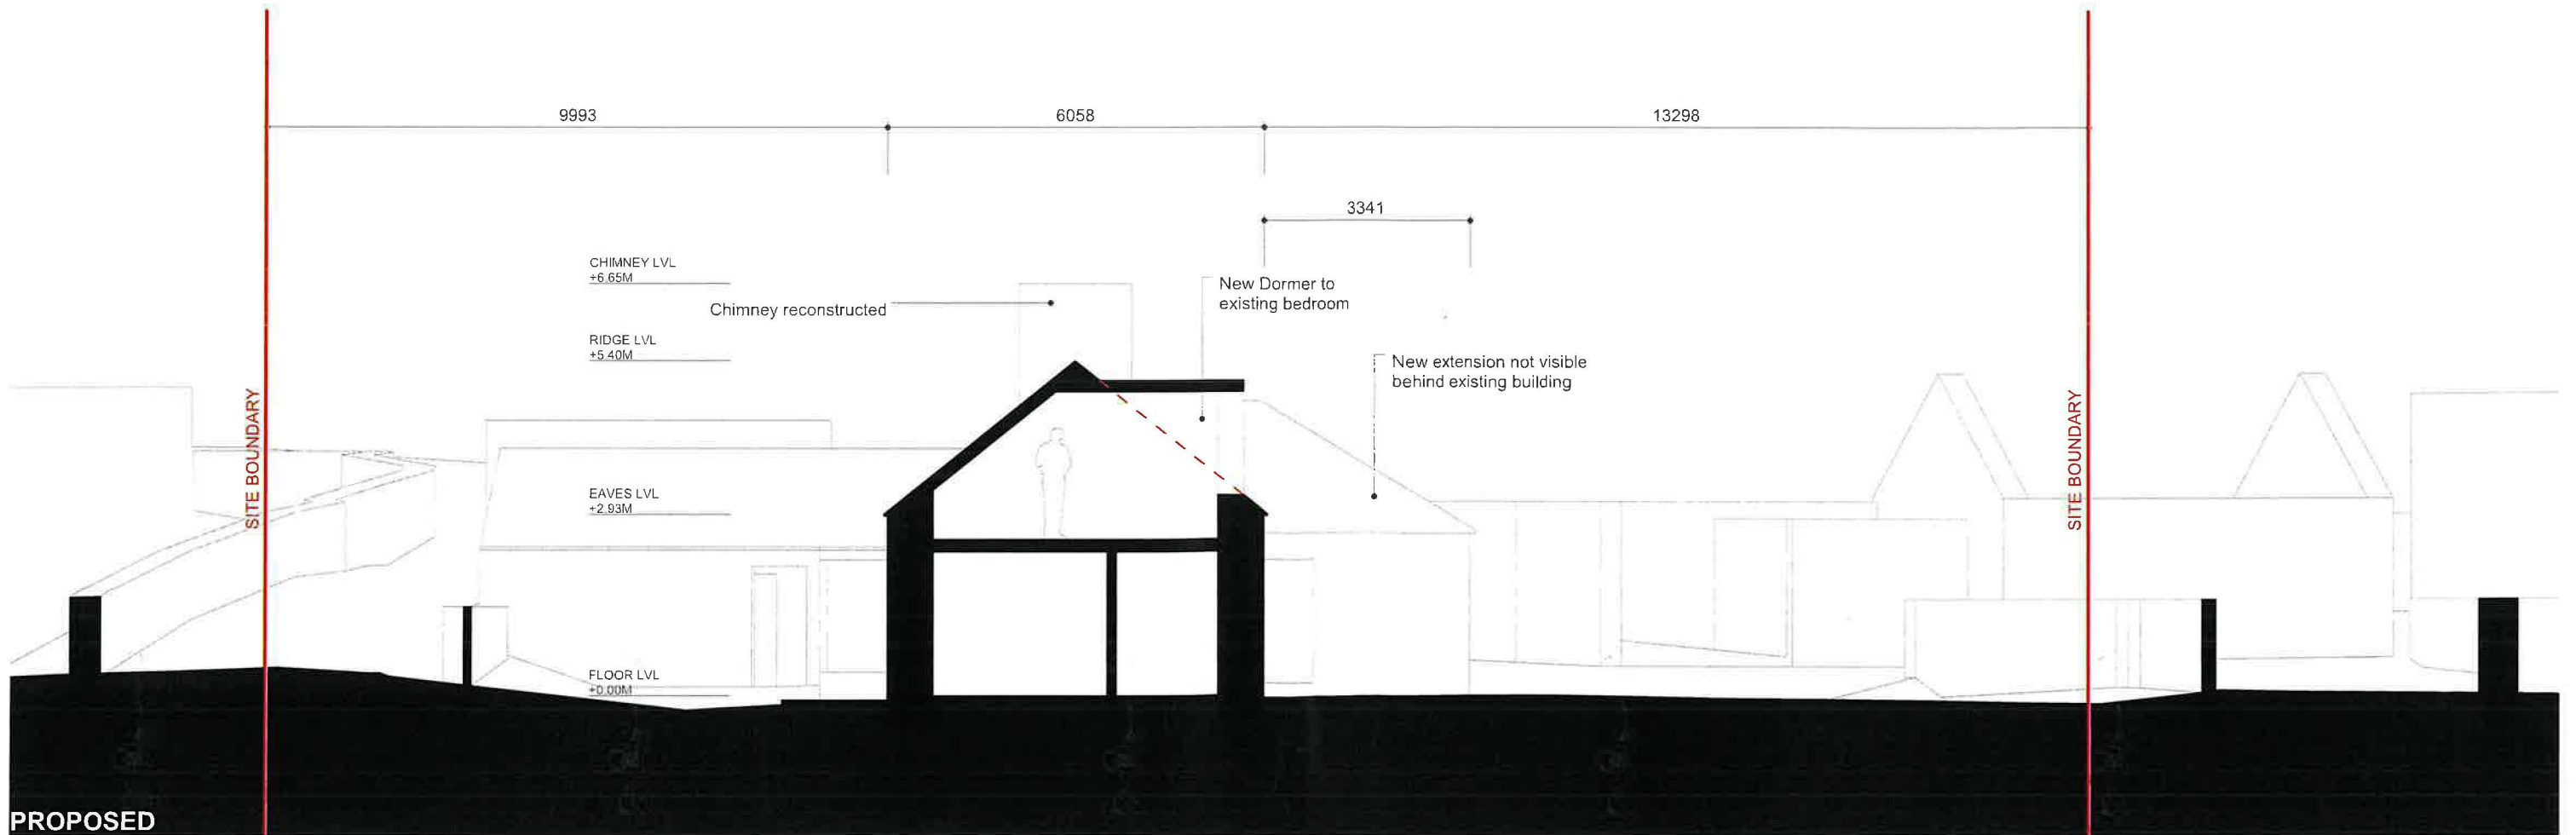 9993
6058
13298
3341
CHIMNEY LVL
+6.65M
Chimney reconstructed
New Dormer to
existing bedroom
RIDGE LVL
+5.40M
New extension not visible
behind existing building
SITE BOUNDARY
SITE BOUNDARY
EAVES LVL
+2.93M
FLOOR LVL
+0.00M
PROPOSED